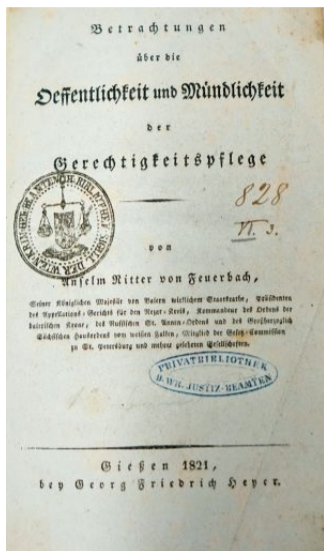 Betrachtungen
über die
Oeffentlichkeit und Mündlichkeit
der
Gerechtigkeitspflege
828
VI. 3.
von
Anselm Ritter von Feuerbach,
Seiner Königlichen Majestät von Baiern wirklichem Staatsrathe, Präsidenten
des Appellations-Gerichts für den Rezat-Kreis, Kommandeur des Ordens der
baierischen Krone, des Russischen St. Annen-Ordens und des Großherzoglich
Sächsischen Hausordens vom weißen Falken, Mitglied der Gesetz-Commission
zu St. Petersburg und mehrer gelehrten Gesellschaften.
PRIVATBIBLIOTHEK
D. WR. JUSTIZ-BEAMTEN
Gießen 1821,
bey Georg Friedrich Heyer.